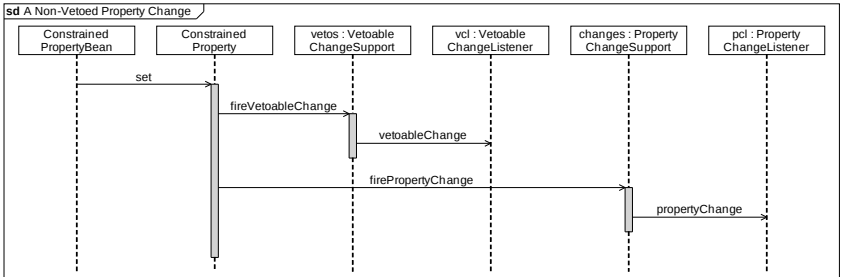 sd A Non-Vetoed Property Change
Constrained
PropertyBean
Constrained
Property
vetos : Vetoable
ChangeSupport
vcl : Vetoable
ChangeListener
changes : Property
ChangeSupport
pcl : Property
ChangeListener
set
fireVetoableChange
vetoableChange
firePropertyChange
propertyChange